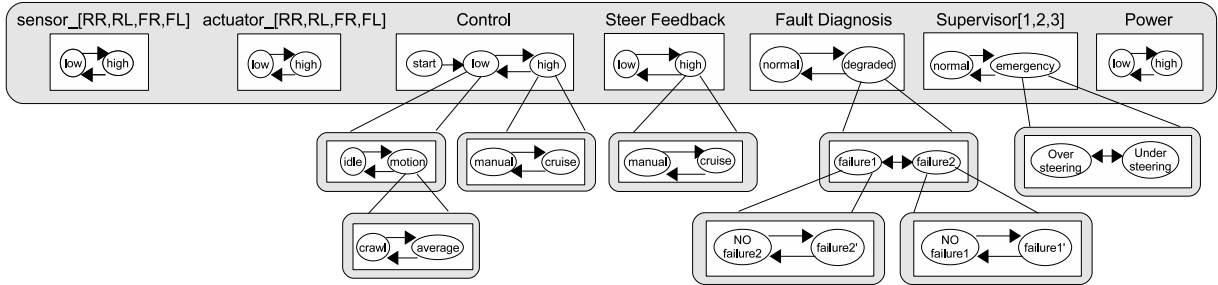 sensor_[RR,RL,FR,FL] actuator_[RR,RL,FR,FL] Control Steer Feedback Fault Diagnosis Supervisor[1,2,3] Power
low high low high start low high low high normal degraded normal emergency low high
idle motion manual cruise manual cruise failure1 failure2 Over steering Under steering
crawl average NO failure2 failure2' NO failure1 failure1'